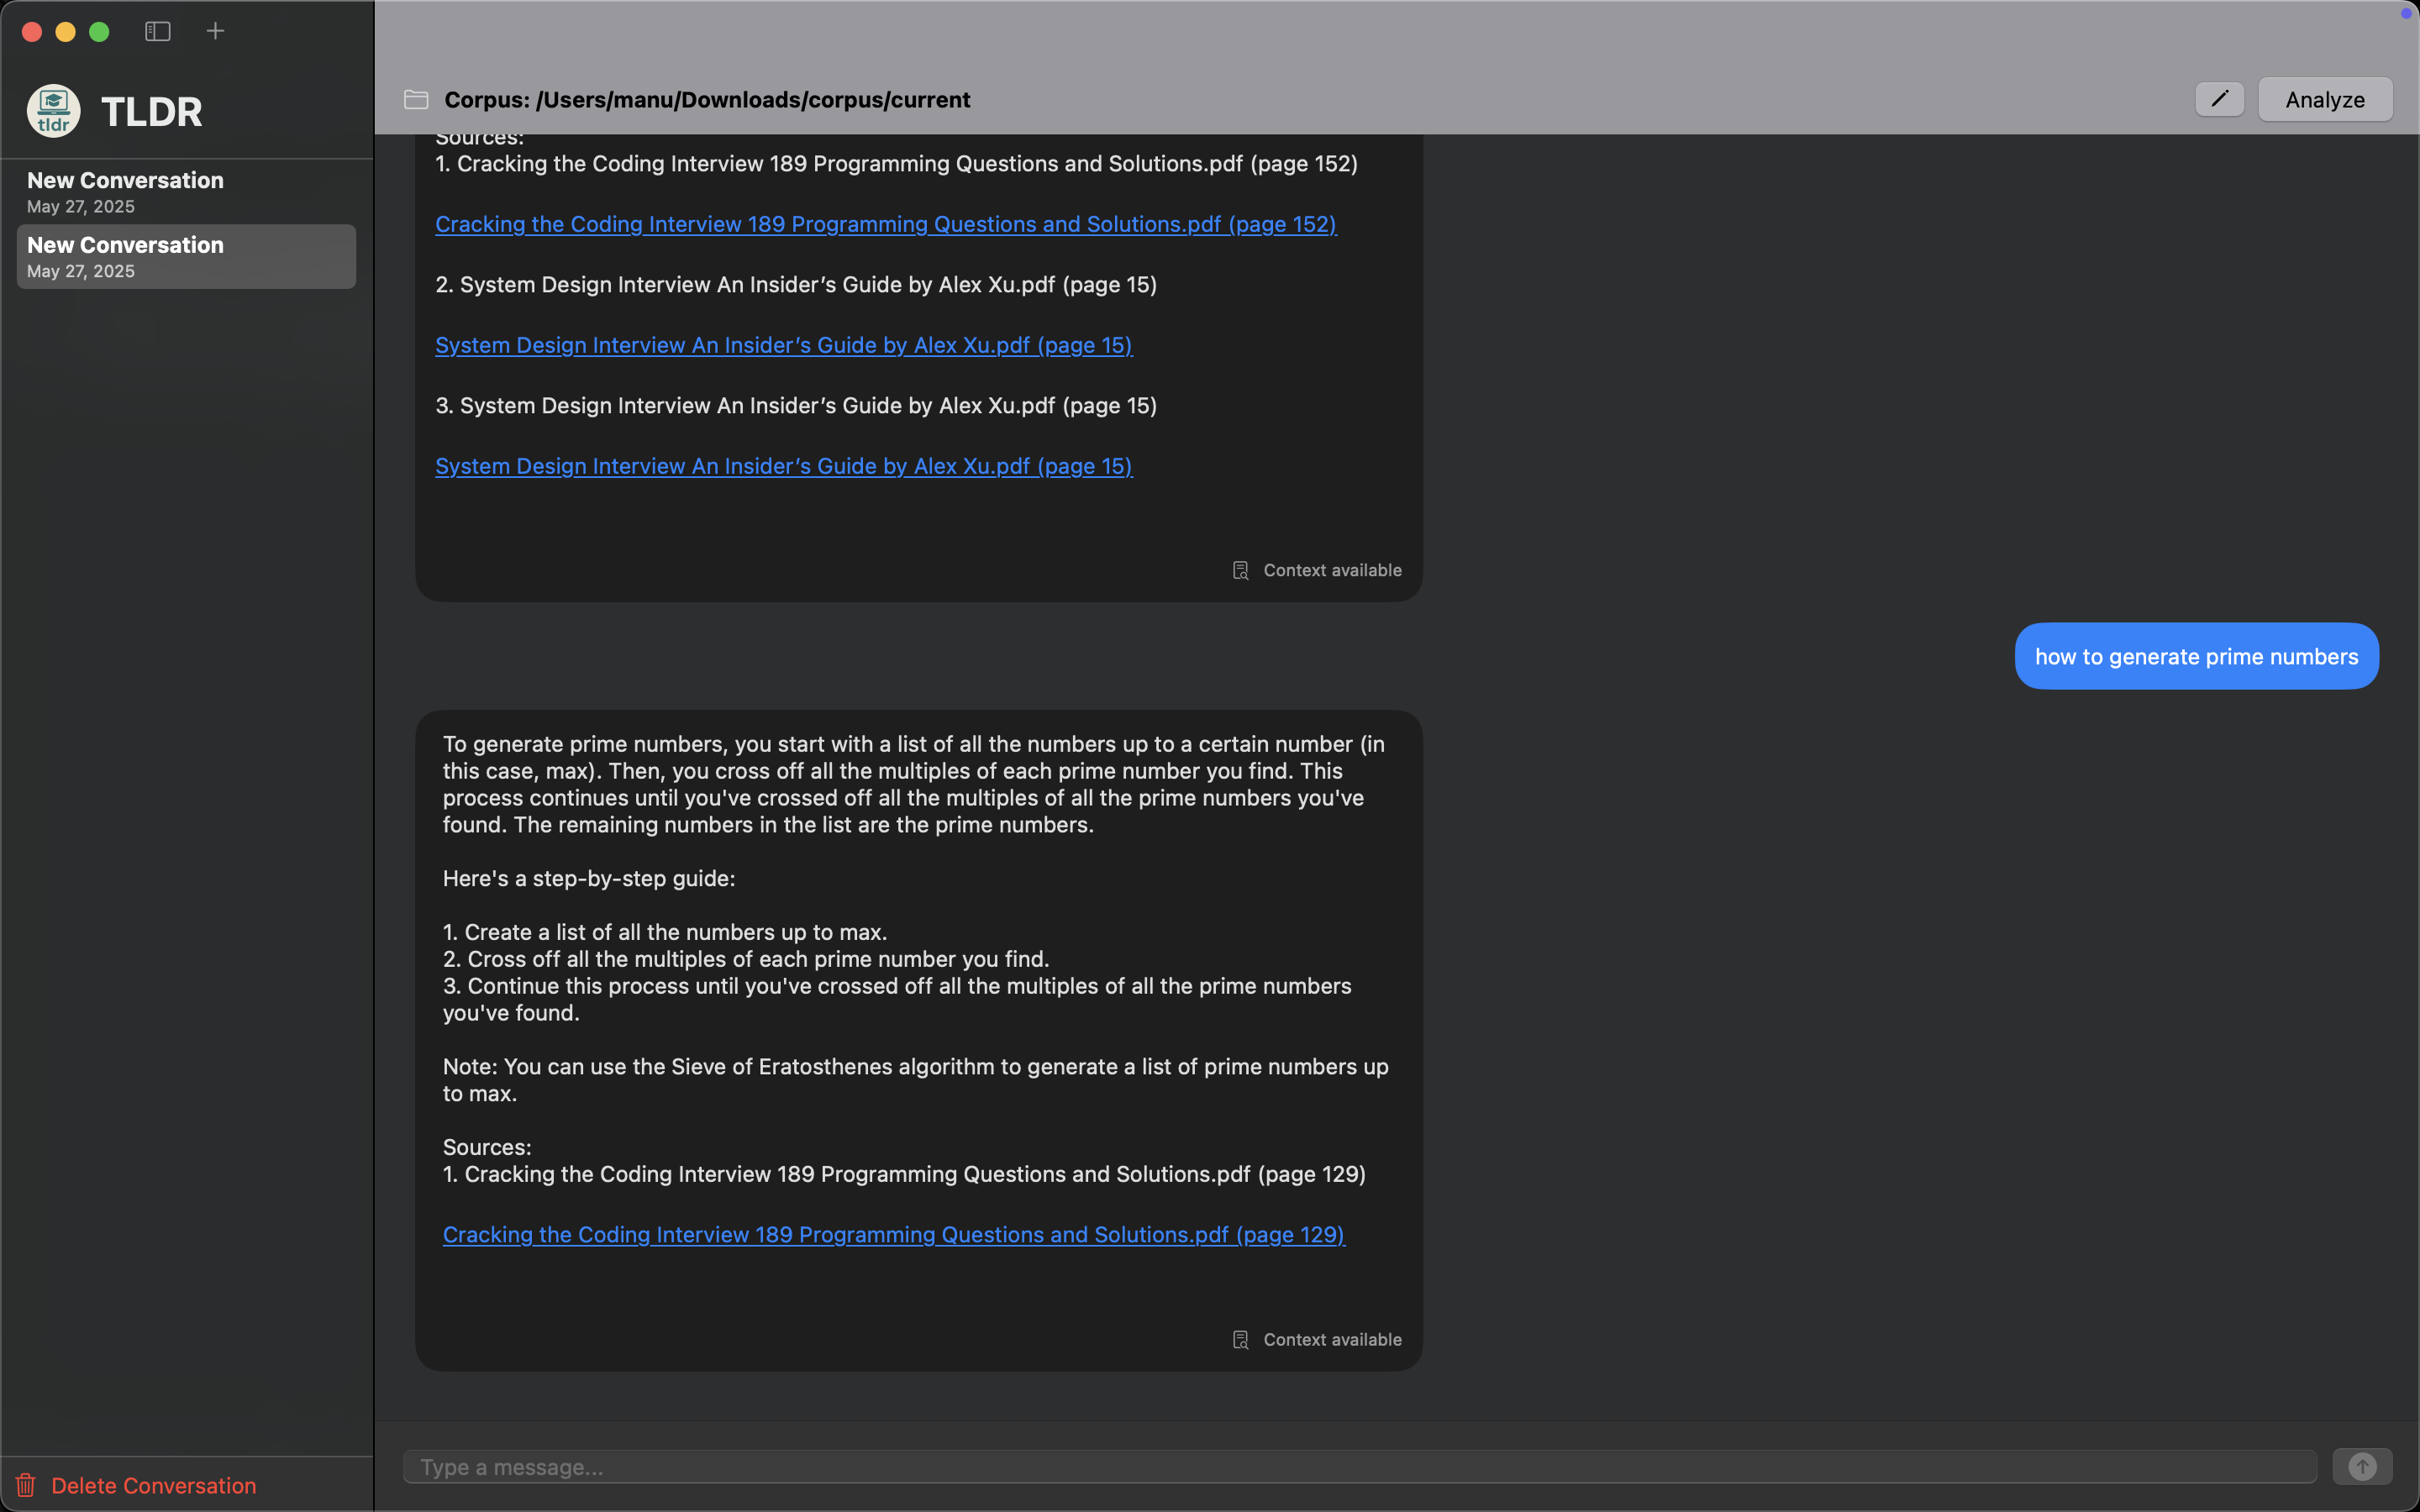 tldr
TLDR
New Conversation
May 27, 2025
New Conversation
May 27, 2025
Delete Conversation
Corpus: /Users/manu/Downloads/corpus/current
Analyze
Sources:
1. Cracking the Coding Interview 189 Programming Questions and Solutions.pdf (page 152)
Cracking the Coding Interview 189 Programming Questions and Solutions.pdf (page 152)
2. System Design Interview An Insider’s Guide by Alex Xu.pdf (page 15)
System Design Interview An Insider’s Guide by Alex Xu.pdf (page 15)
3. System Design Interview An Insider’s Guide by Alex Xu.pdf (page 15)
System Design Interview An Insider’s Guide by Alex Xu.pdf (page 15)
Context available
how to generate prime numbers
To generate prime numbers, you start with a list of all the numbers up to a certain number (in
this case, max). Then, you cross off all the multiples of each prime number you find. This
process continues until you've crossed off all the multiples of all the prime numbers you've
found. The remaining numbers in the list are the prime numbers.
Here's a step-by-step guide:
1. Create a list of all the numbers up to max.
2. Cross off all the multiples of each prime number you find.
3. Continue this process until you've crossed off all the multiples of all the prime numbers
you've found.
Note: You can use the Sieve of Eratosthenes algorithm to generate a list of prime numbers up
to max.
Sources:
1. Cracking the Coding Interview 189 Programming Questions and Solutions.pdf (page 129)
Cracking the Coding Interview 189 Programming Questions and Solutions.pdf (page 129)
Context available
Type a message...